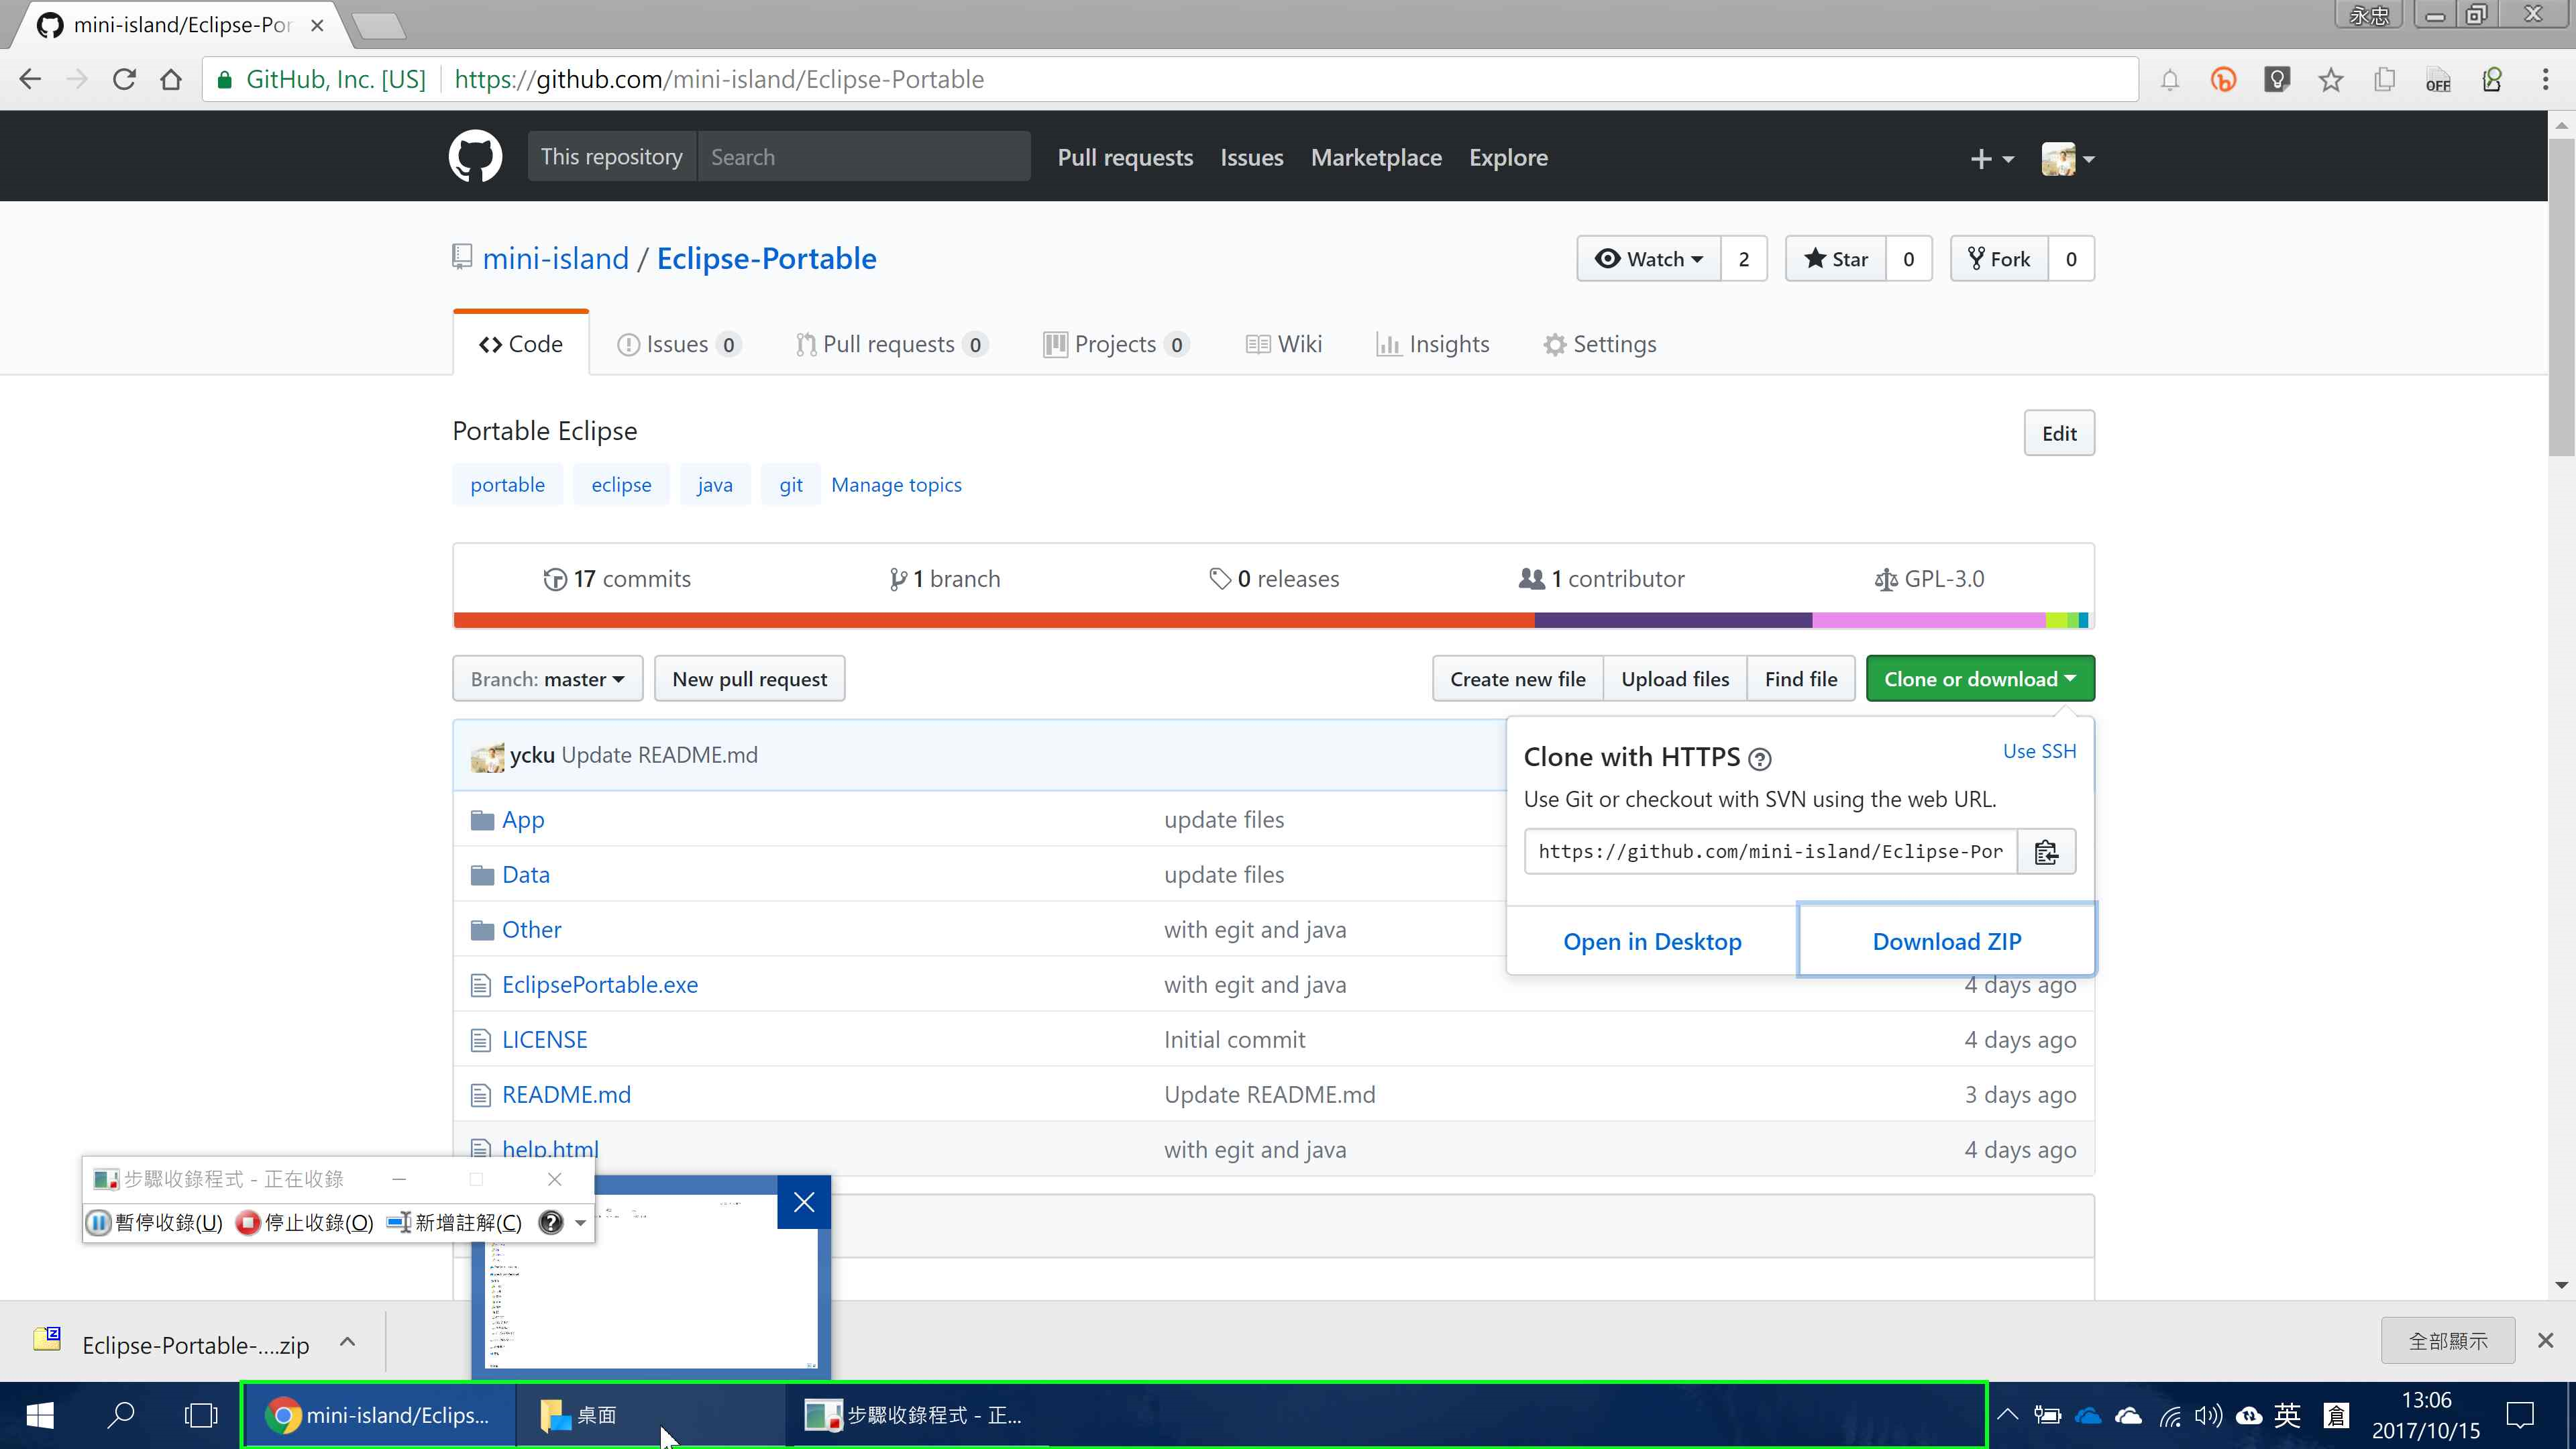 mini-island/Eclipse-Por
永忠
GitHub, Inc. [US]
https://github.com/mini-island/Eclipse-Portable
OFF
This repository
Search
Pull requests
Issues
Marketplace
Explore
mini-island / Eclipse-Portable
Watch 2
Star 0
Fork 0
Code
Issues 0
Pull requests 0
Projects 0
Wiki
Insights
Settings
Portable Eclipse
Edit
portable
eclipse
java
git
Manage topics
17 commits
1 branch
0 releases
1 contributor
GPL-3.0
Branch: master
New pull request
Create new file
Upload files
Find file
Clone or download
ycku Update README.md
Clone with HTTPS
Use SSH
Use Git or checkout with SVN using the web URL.
https://github.com/mini-island/Eclipse-Por
Open in Desktop
Download ZIP
App update files
Data update files
Other with egit and java
EclipsePortable.exe with egit and java 4 days ago
LICENSE Initial commit 4 days ago
README.md Update README.md 3 days ago
help.html with egit and java 4 days ago
步驟收錄程式 - 正在收錄
暫停收錄(U) 停止收錄(O) 新增註解(C)
Eclipse-Portable-....zip
全部顯示
mini-island/Eclips...
桌面
步驟收錄程式 - 正...
英
倉
13:06
2017/10/15